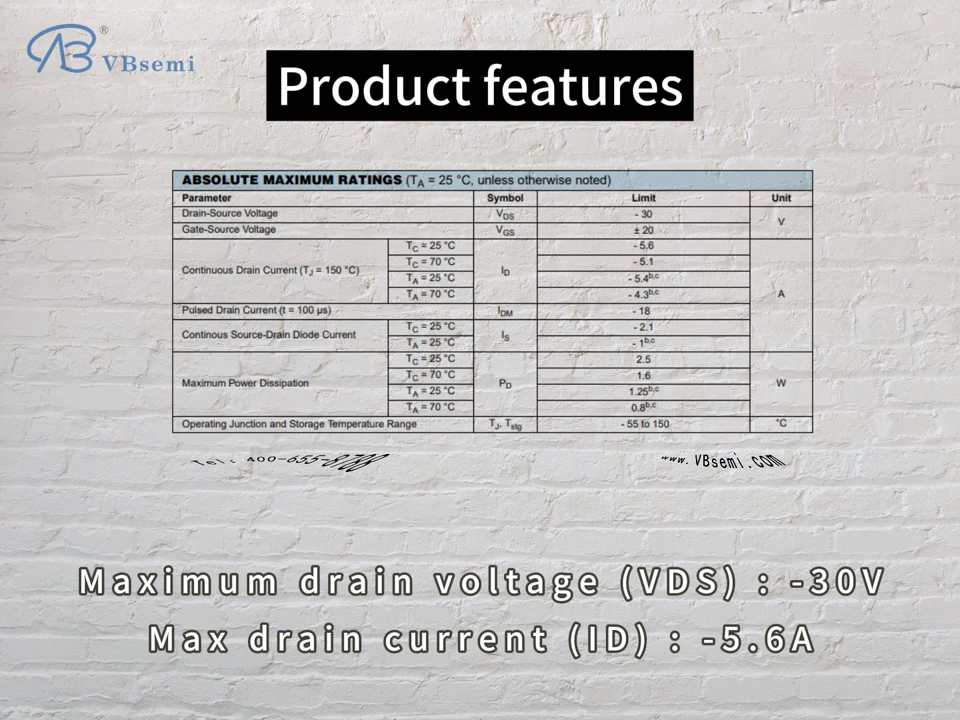 VBsemi®
Product features
ABSOLUTE MAXIMUM RATINGS (TA = 25 °C, unless otherwise noted)
Parameter Symbol Limit Unit
Drain-Source Voltage VDS - 30 V
Gate-Source Voltage VGS ± 20
Continuous Drain Current (TJ = 150 °C) TC = 25 °C ID - 5.6 A
TC = 70 °C - 5.1
TA = 25 °C - 5.4b,c
TA = 70 °C - 4.3b,c
Pulsed Drain Current (t = 100 µs) IDM - 18
Continous Source-Drain Diode Current TC = 25 °C IS - 2.1
TA = 25 °C - 1b,c
Maximum Power Dissipation TC = 25 °C PD 2.5 W
TC = 70 °C 1.6
TA = 25 °C 1.25b,c
TA = 70 °C 0.8b,c
Operating Junction and Storage Temperature Range TJ, Tstg - 55 to 150 °C
Tel: 400-655-8788
www.VBsemi.com
Maximum drain voltage (VDS) : -30V
Max drain current (ID) : -5.6A